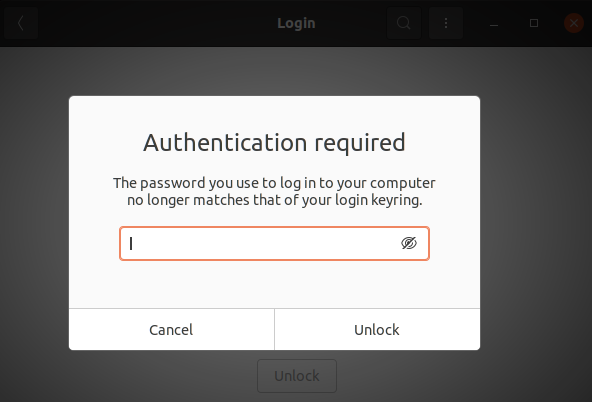 Login
Authentication required
The password you use to log in to your computer
no longer matches that of your login keyring.
Cancel
Unlock
Unlock